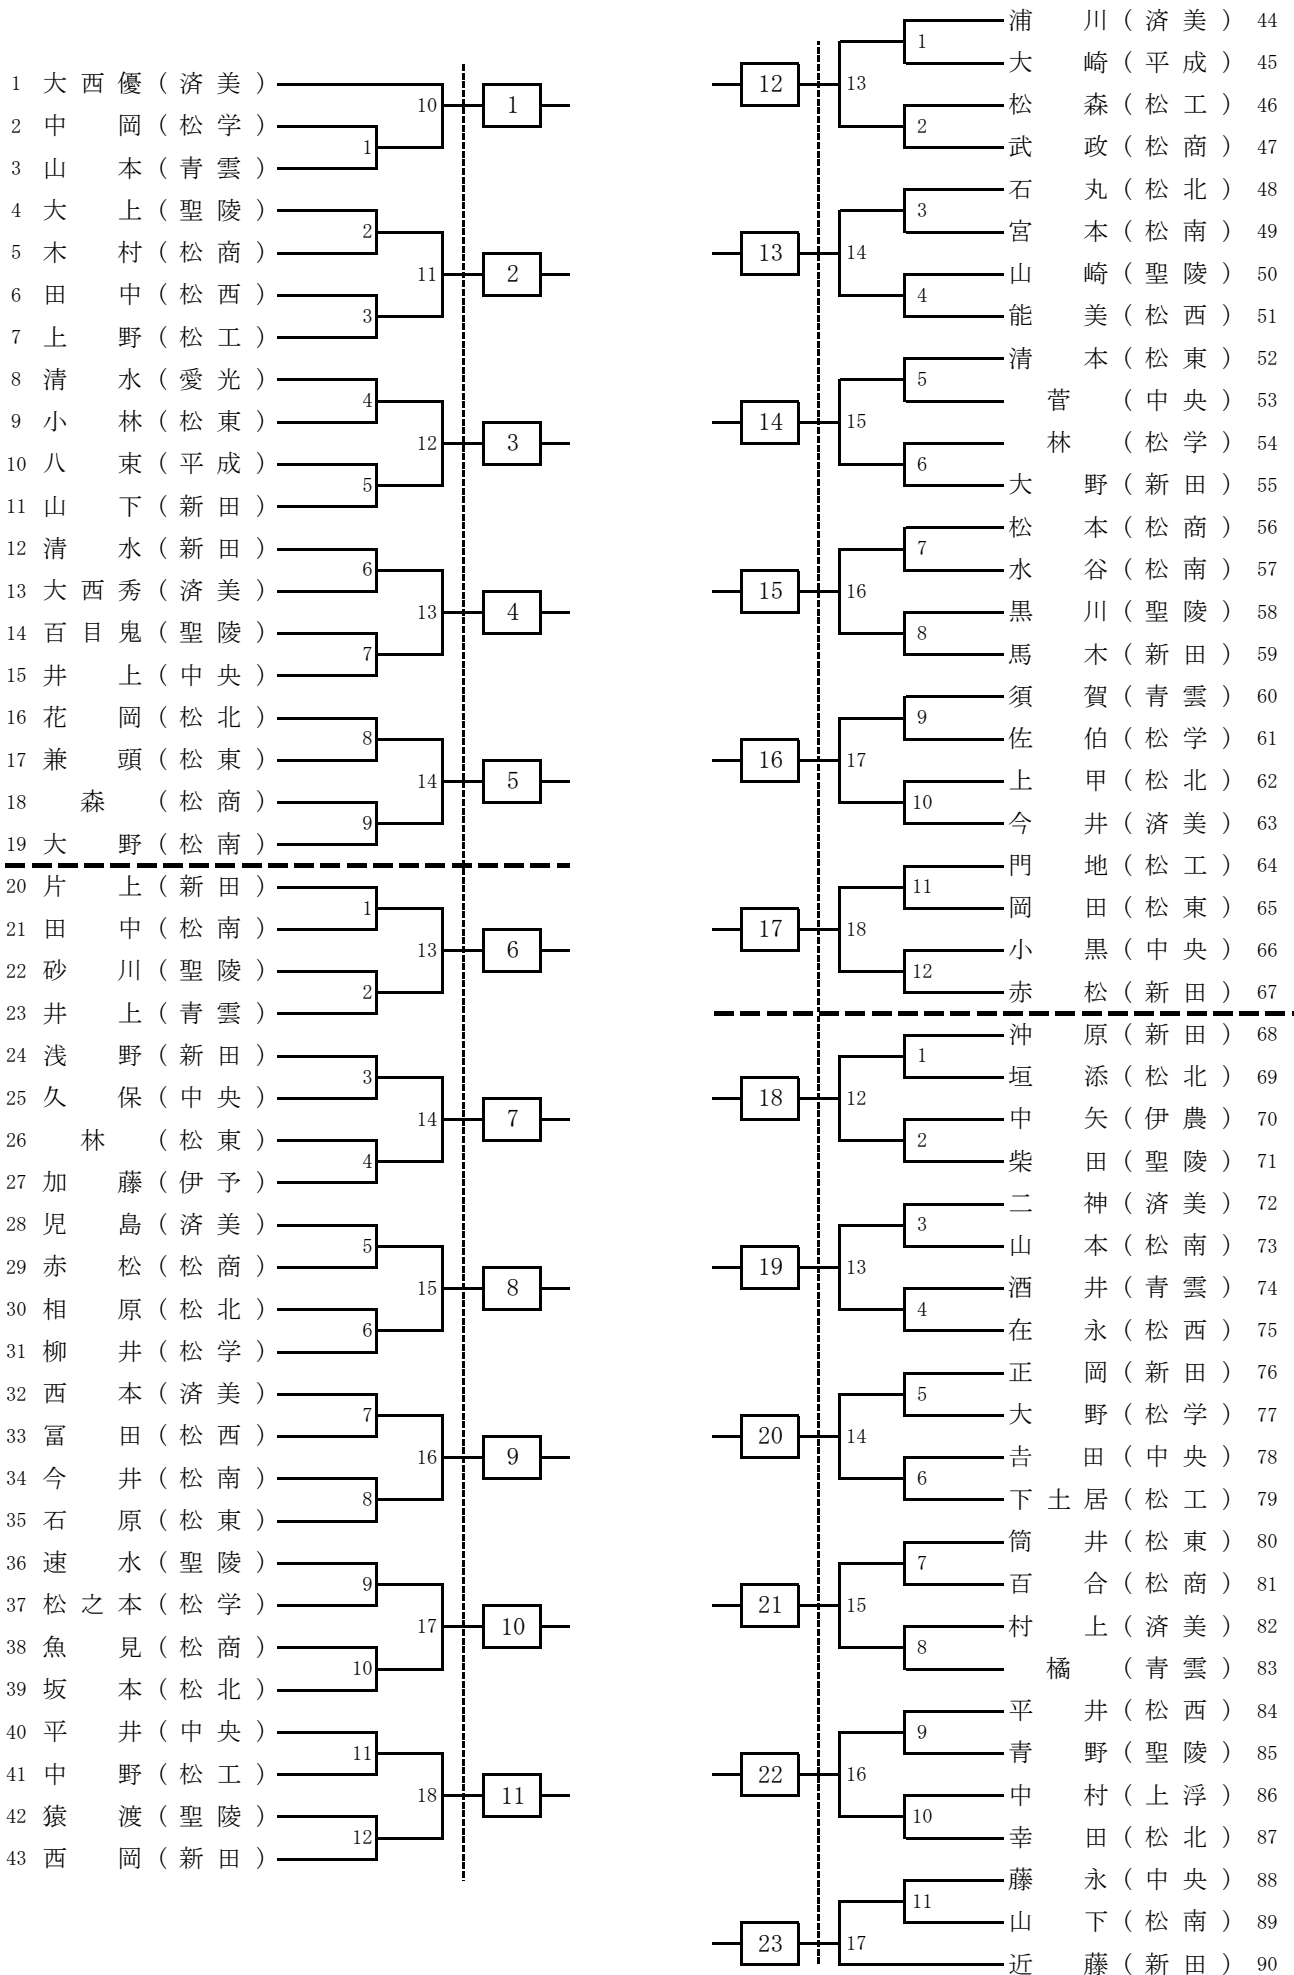 1 大西優（済美）
2 中岡（松学）
3 山本（青雲）
4 大上（聖陵）
5 木村（松商）
6 田中（松西）
7 上野（松工）
8 清水（愛光）
9 小林（松東）
10 八束（平成）
11 山下（新田）
12 清水（新田）
13 大西秀（済美）
14 百目鬼（聖陵）
15 井上（中央）
16 花岡（松北）
17 兼頭（松東）
18 森（松商）
19 大野（松南）
20 片上（新田）
21 田中（松南）
22 砂川（聖陵）
23 井上（青雲）
24 浅野（新田）
25 久保（中央）
26 林（松東）
27 加藤（伊予）
28 児島（済美）
29 赤松（松商）
30 相原（松北）
31 柳井（松学）
32 西本（済美）
33 冨田（松西）
34 今井（松南）
35 石原（松東）
36 速水（聖陵）
37 松之本（松学）
38 魚見（松商）
39 坂本（松北）
40 平井（中央）
41 中野（松工）
42 猿渡（聖陵）
43 西岡（新田）
1
2
3
4
5
6
7
8
9
10
11
12
13
14
1
2
3
4
5
6
7
8
9
10
11
12
13
14
15
16
17
18
1
2
3
4
5
6
7
8
9
10
11
12
13
14
15
16
17
18
19
20
21
22
23
13
14
15
16
17
18
12
13
14
15
16
17
1
2
3
4
5
6
7
8
9
10
11
12
1
2
3
4
5
6
7
8
9
10
11
浦川（済美）44
大崎（平成）45
松森（松工）46
武政（松商）47
石丸（松北）48
宮本（松南）49
山崎（聖陵）50
能美（松西）51
清本（松東）52
菅（中央）53
林（松学）54
大野（新田）55
松本（松商）56
水谷（松南）57
黒川（聖陵）58
馬木（新田）59
須賀（青雲）60
佐伯（松学）61
上甲（松北）62
今井（済美）63
門地（松工）64
岡田（松東）65
小黒（中央）66
赤松（新田）67
沖原（新田）68
垣添（松北）69
中矢（伊農）70
柴田（聖陵）71
二神（済美）72
山本（松南）73
酒井（青雲）74
在永（松西）75
正岡（新田）76
大野（松学）77
吉田（中央）78
下土居（松工）79
筒井（松東）80
百合（松商）81
村上（済美）82
橘（青雲）83
平井（松西）84
青野（聖陵）85
中村（上浮）86
幸田（松北）87
藤永（中央）88
山下（松南）89
近藤（新田）90